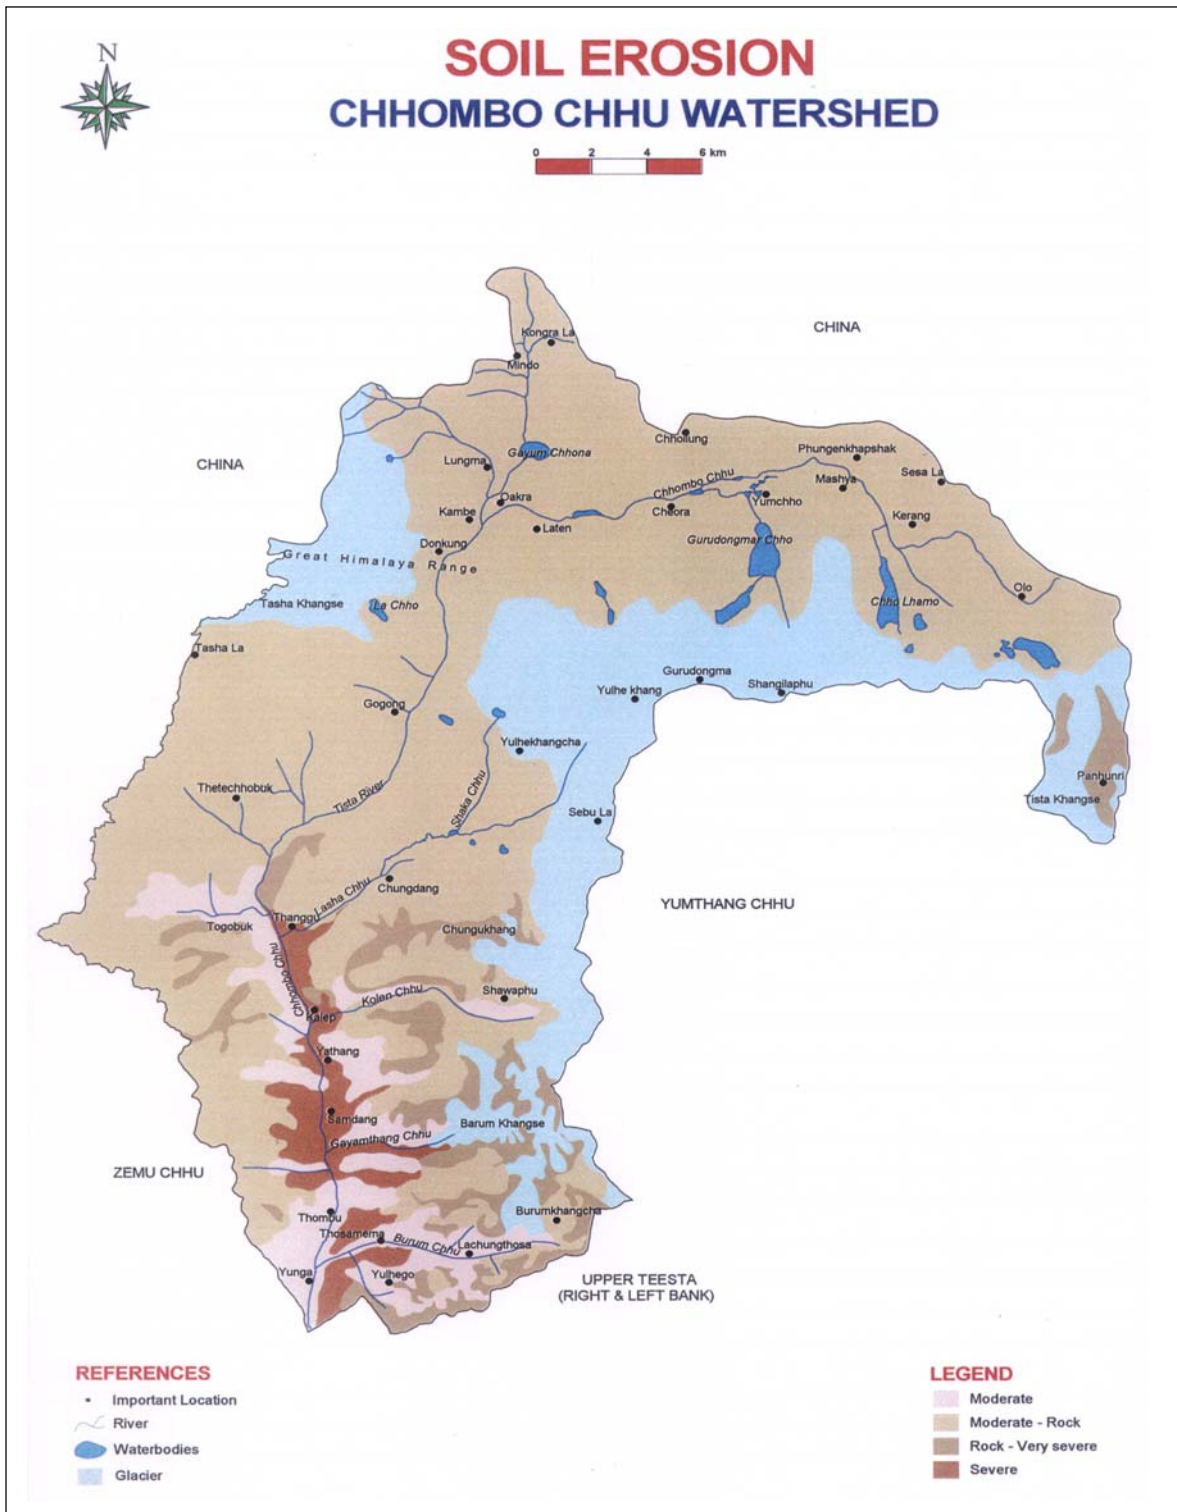 N
SOIL EROSION
CHHOMBO CHHU WATERSHED
0 2 4 6 km
CHINA
Kongra La
Mindo
CHINA
Chhollung
Gayum Chhona
Lungma
Phungenkhapshak
Sesa La
Chhombo Chhu
Mashya
Dakra
Yumchho
Kambe
Cheora
Kerang
Laten
Gurudongmar Chho
Donkung
Great Himalaya Range
Olo
Tasha Khangse
La Chho
Chho Lhamo
Tasha La
Gurudongma
Shangilaphu
Yulhe khang
Gogong
Yulhekhangcha
Panhunri
Thetechhobuk
Tista River
Shaka Chhu
Tista Khangse
Sebu La
Lasha Chhu
Chungdang
YUMTHANG CHHU
Togobuk
Thanggu
Chungukhang
Chhombo Chhu
Kolen Chhu
Shawaphu
Kalep
Yathang
Samdang
Barum Khangse
Gayamthang Chhu
ZEMU CHHU
Thombu
Burumkhangcha
Thosamema
Burum Chhu
Lachungthosa
Yunga
Yulhego
UPPER TEESTA
(RIGHT & LEFT BANK)
REFERENCES
Important Location
River
Waterbodies
Glacier
LEGEND
Moderate
Moderate - Rock
Rock - Very severe
Severe